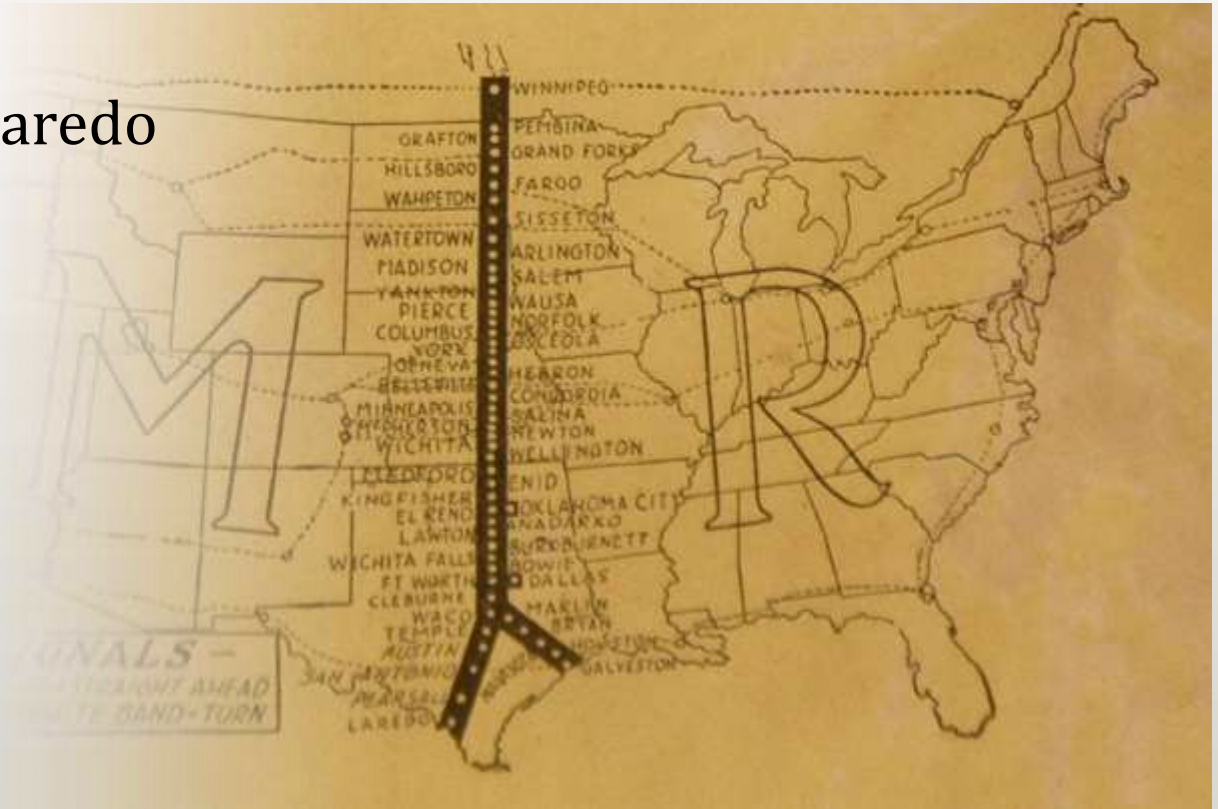 aredo
WINNIPEG
PEMBINA
GRAFTON
GRAND FORKS
HILLSBORO
FARGO
WAHPETON
SISSETON
WATERTOWN
ARLINGTON
MADISON
SALEM
YANKTON
WAUSA
PIERCE
NORFOLK
COLUMBUS
OSCEOLA
YORK
GENEVA
HEBRON
BELLEVILLE
CONCORDIA
MINNEAPOLIS
SALINA
MCPHERSON
NEWTON
WICHITA
WELLINGTON
MEDFORD
ENID
KINGFISHER
OKLAHOMA CITY
EL RENO
ANADARKO
LAWTON
BURKBURNETT
WICHITA FALLS
BOWIE
FT WORTH
DALLAS
CLEBURNE
MARLIN
WACO
BRYAN
TEMPLE
HOUSTON
AUSTIN
GALVESTON
SAN ANTONIO
PEARSALL
LAREDO
M R
ONALS –
STRAIGHT AHEAD
TE BAND-TURN